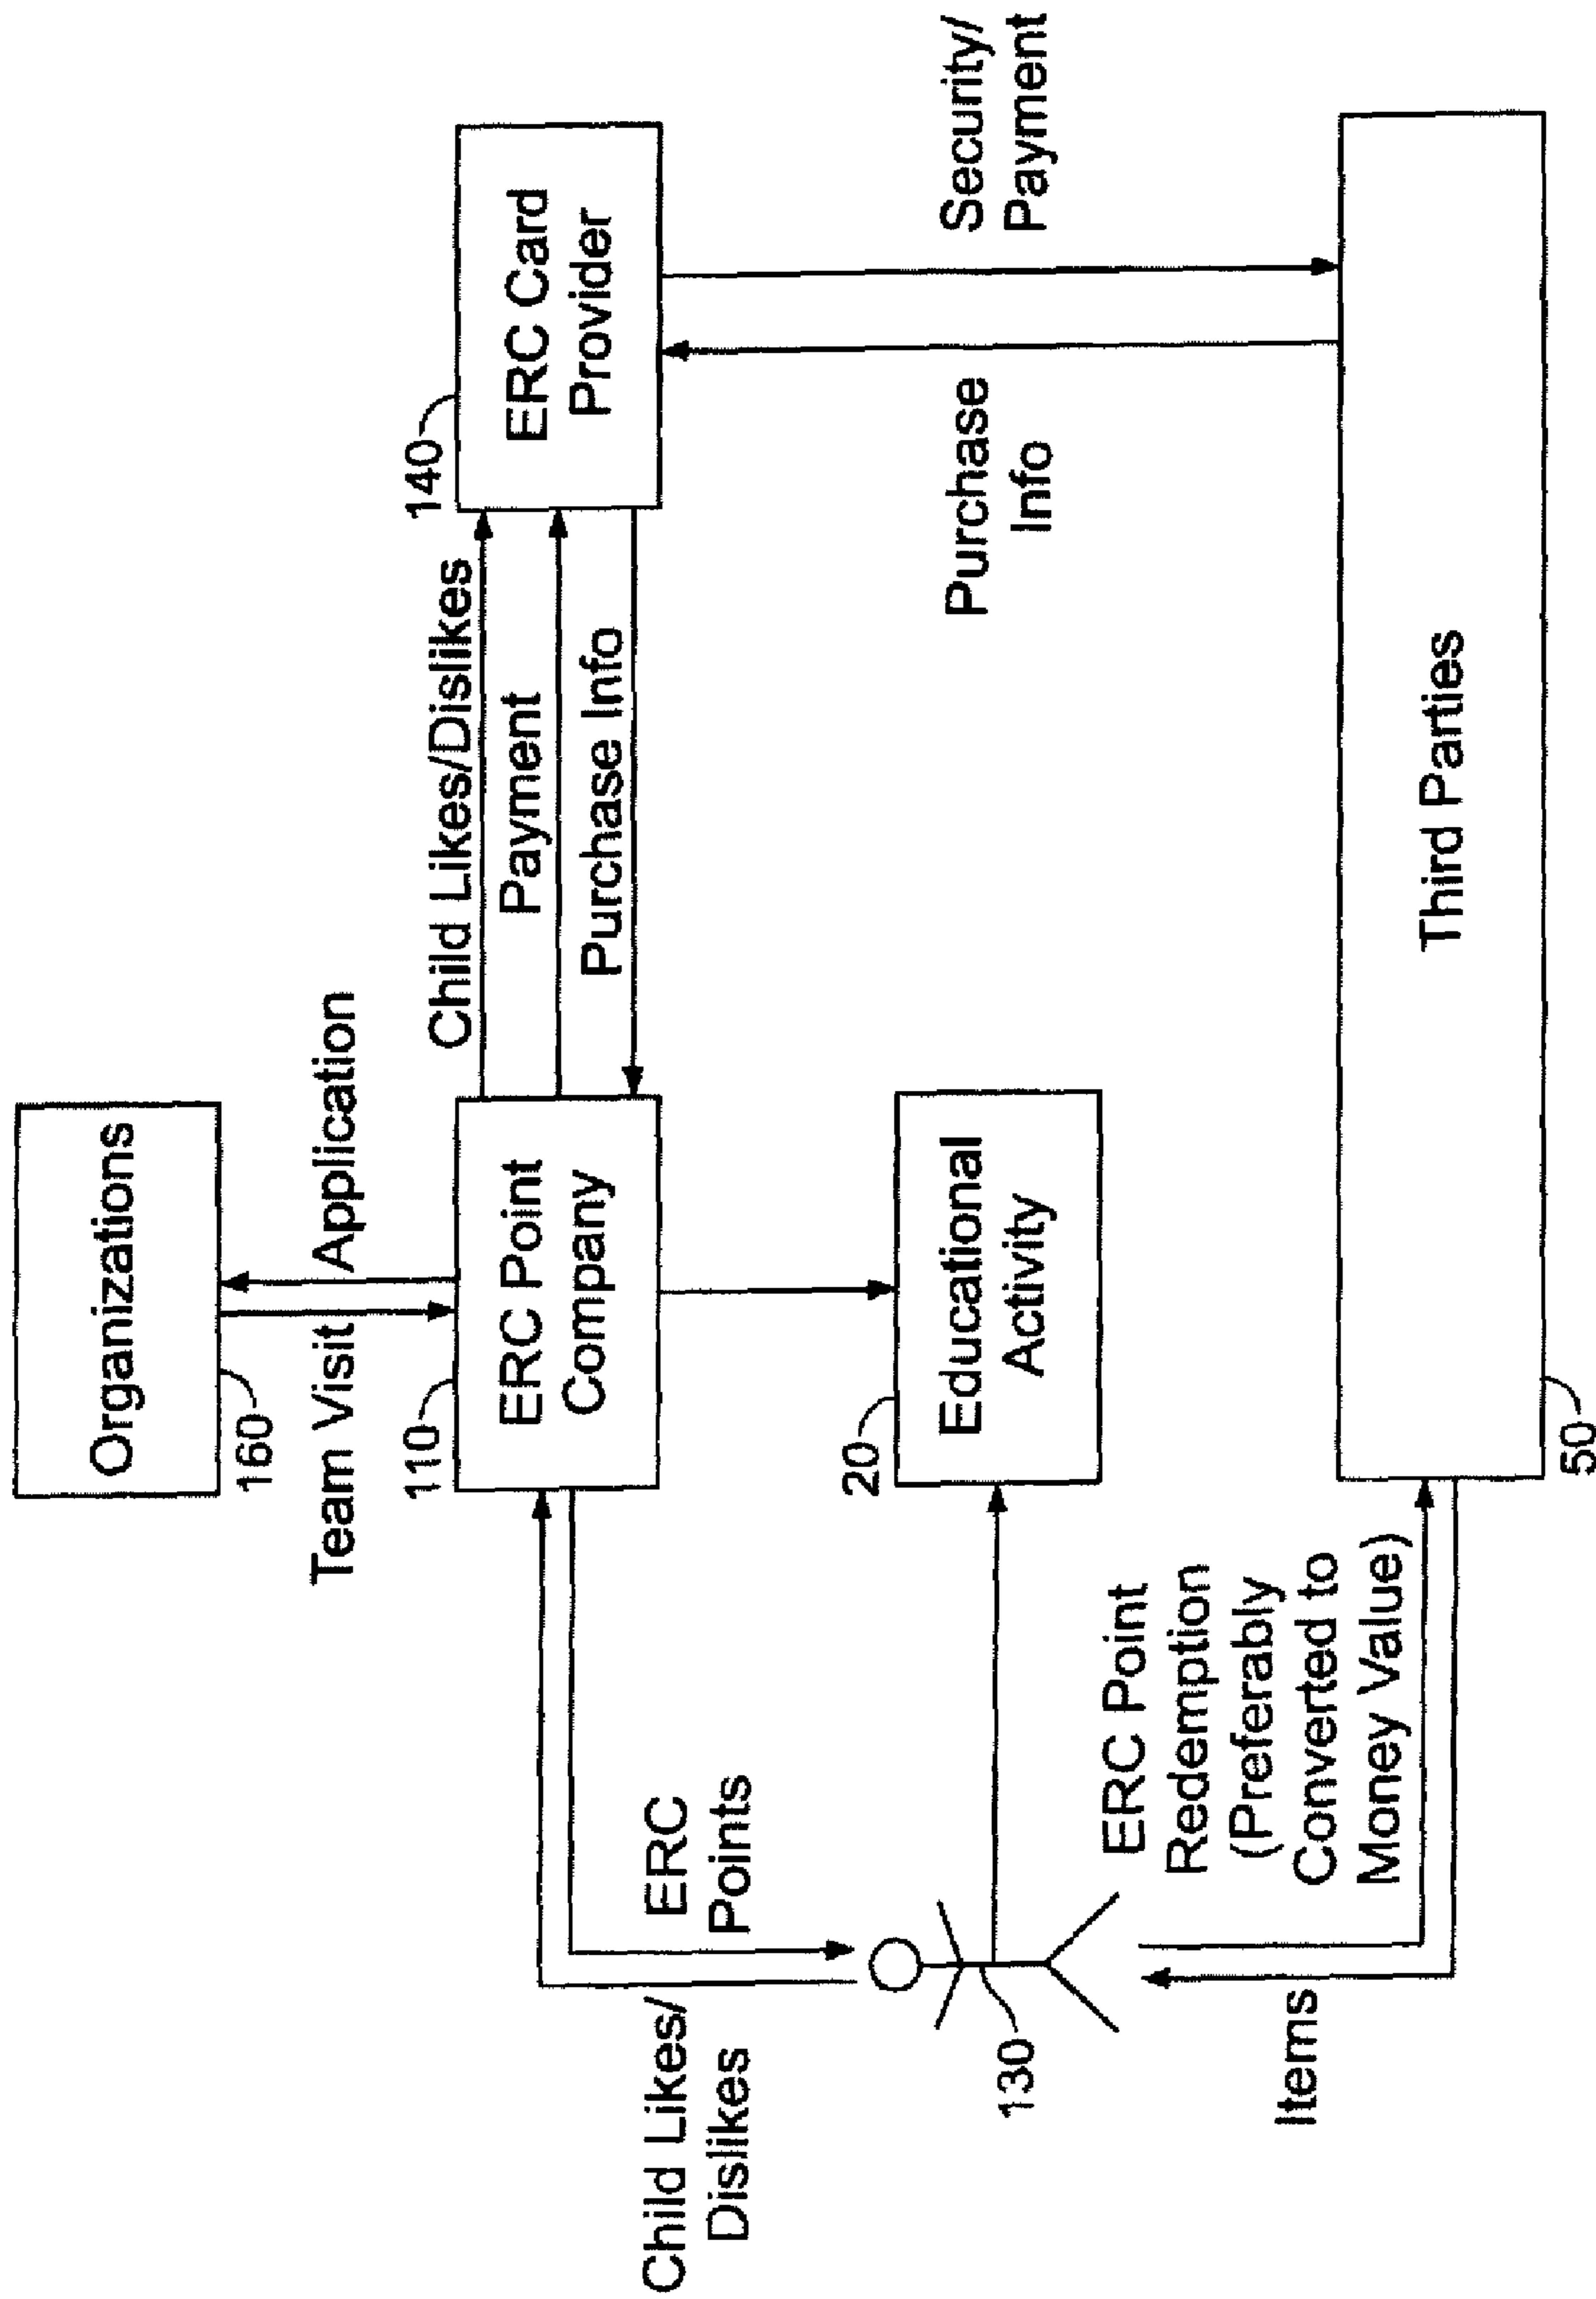 Organizations
160
Team Visit
Application
110
ERC Point
Company
Child Likes/Dislikes
Payment
Purchase Info
140
ERC Card
Provider
Child Likes/
Dislikes
ERC
Points
20
Educational
Activity
130
Purchase
Info
Security/
Payment
Items
ERC Point
Redemption
(Preferably
Converted to
Money Value)
Third Parties
50